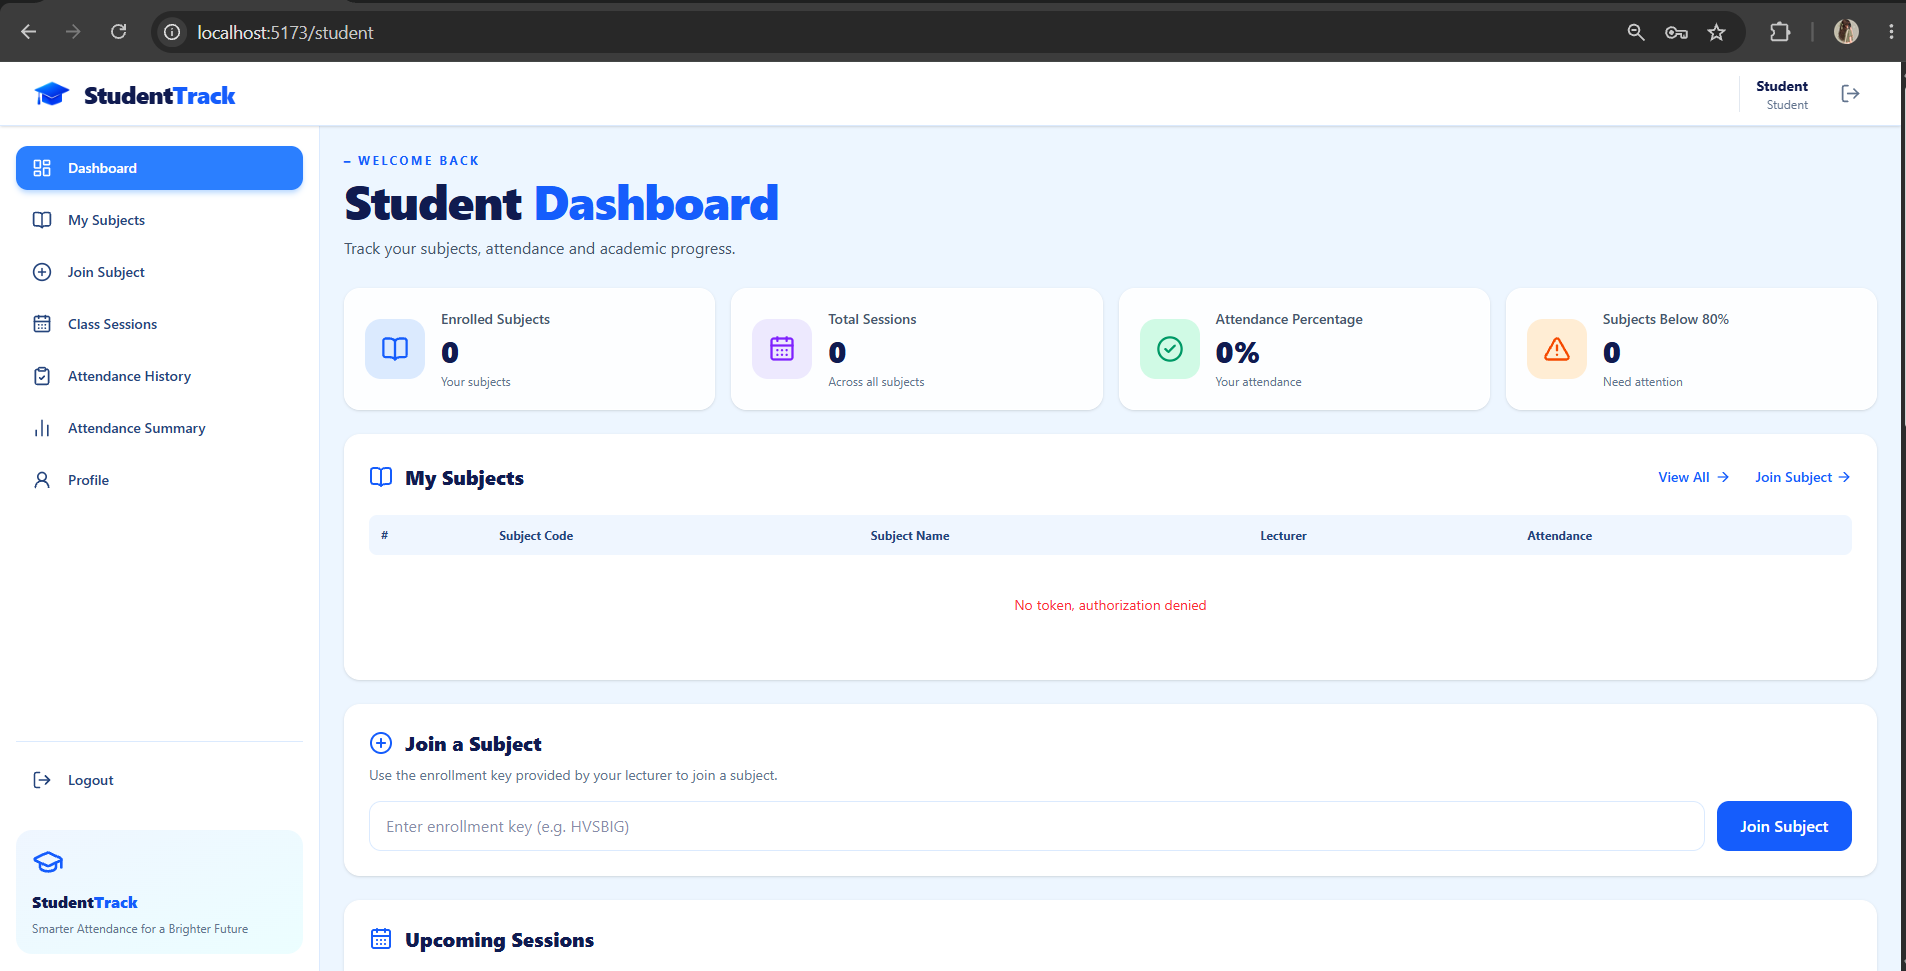 localhost:5173/student
StudentTrack
Student
Student
Dashboard
My Subjects
Join Subject
Class Sessions
Attendance History
Attendance Summary
Profile
Logout
StudentTrack
Smarter Attendance for a Brighter Future
– WELCOME BACK
Student Dashboard
Track your subjects, attendance and academic progress.
Enrolled Subjects
0
Your subjects
Total Sessions
0
Across all subjects
Attendance Percentage
0%
Your attendance
Subjects Below 80%
0
Need attention
My Subjects
View All →
Join Subject →
# Subject Code Subject Name Lecturer Attendance
No token, authorization denied
Join a Subject
Use the enrollment key provided by your lecturer to join a subject.
Enter enrollment key (e.g. HVSBIG)
Join Subject
Upcoming Sessions